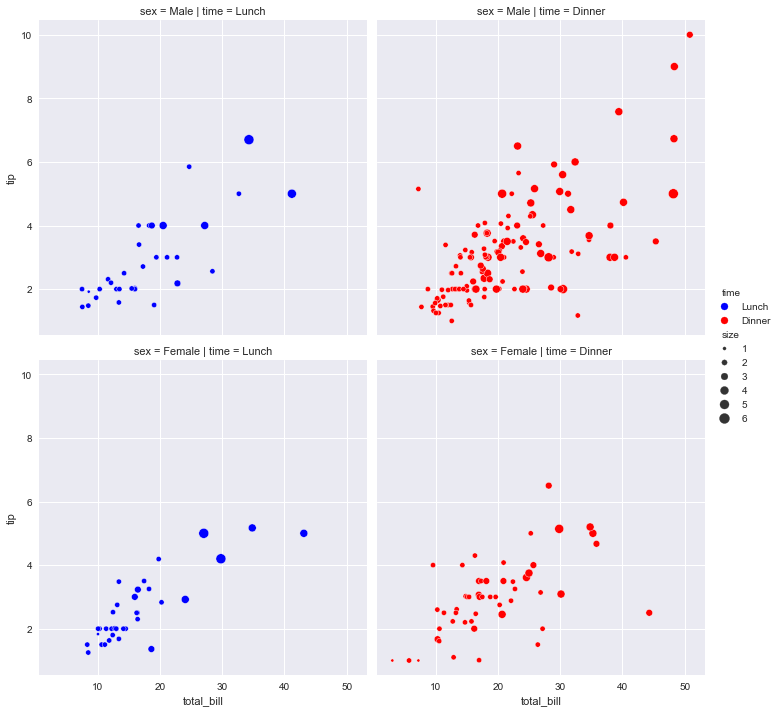 sex = Male | time = Lunch
sex = Male | time = Dinner
10
8
6
4
2
tip
sex = Female | time = Lunch
sex = Female | time = Dinner
10
8
6
4
2
tip
10 20 30 40 50
total_bill
10 20 30 40 50
total_bill
time
Lunch
Dinner
size
1
2
3
4
5
6